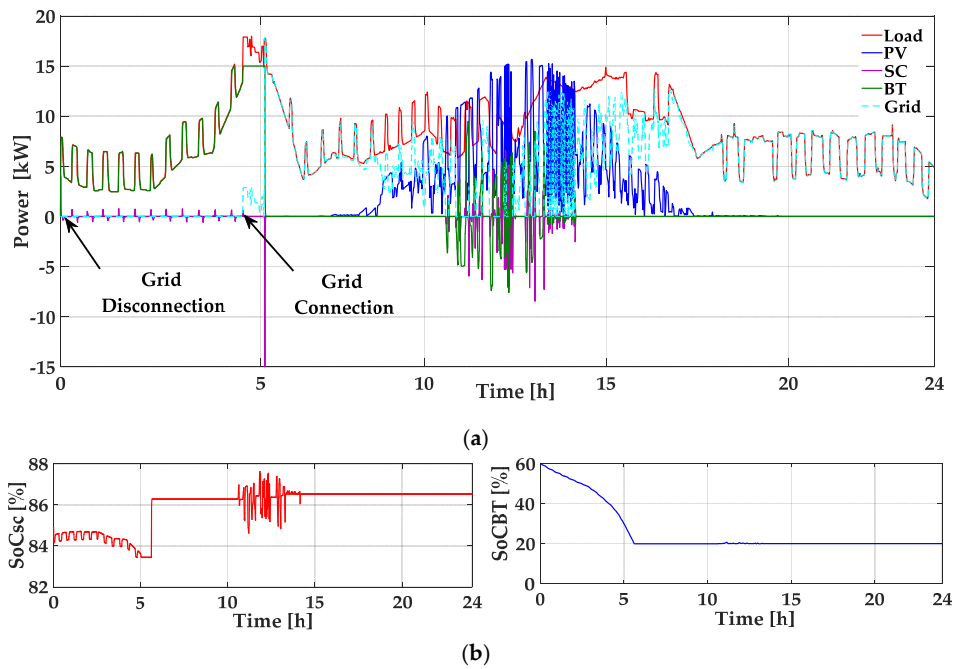 20
15
10
5
0
-5
-10
-15
Power [kW]
Load
PV
SC
BT
Grid
Grid
Disconnection
Grid
Connection
0
5
10
15
20
24
Time [h]
(a)
88
86
84
82
SoCsc [%]
0
5
10
14
20
24
Time [h]
60
40
20
0
SoCBT [%]
0
5
10
14
20
24
Time [h]
(b)